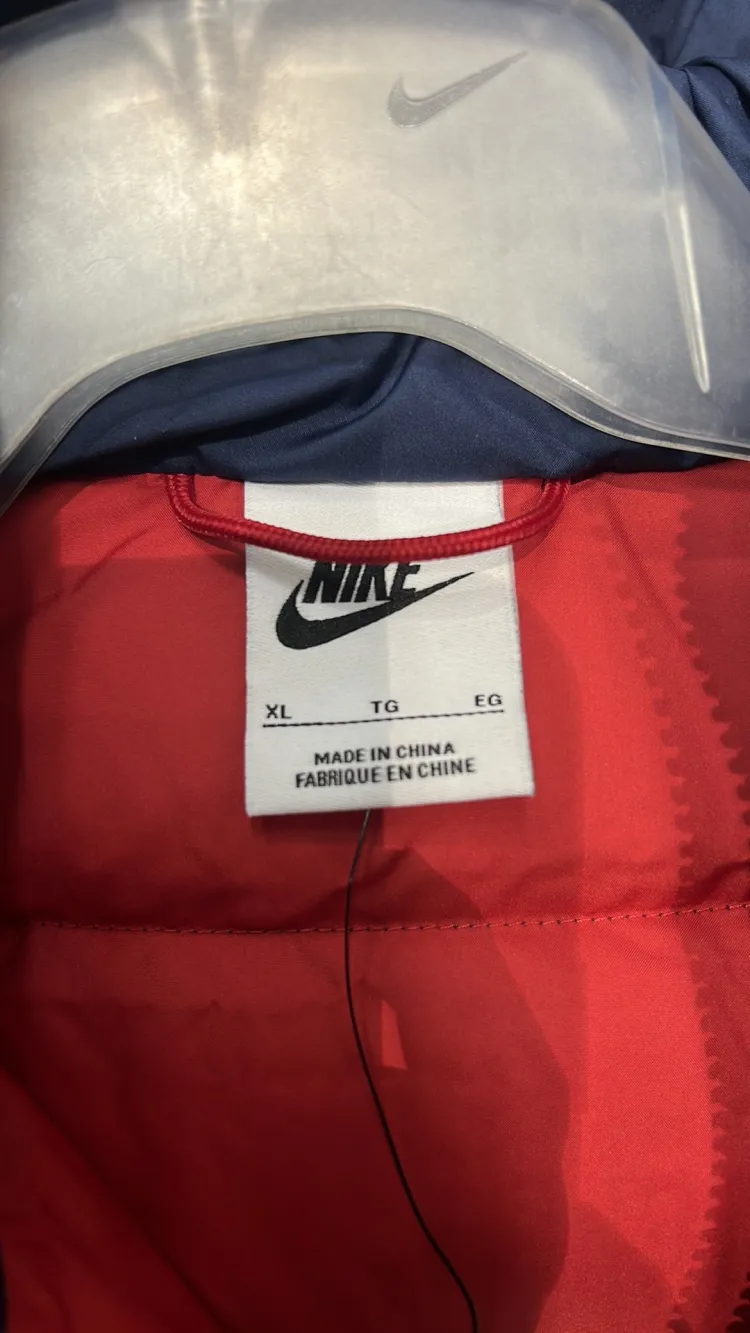 NIKE
XL TG EG
MADE IN CHINA
FABRIQUE EN CHINE